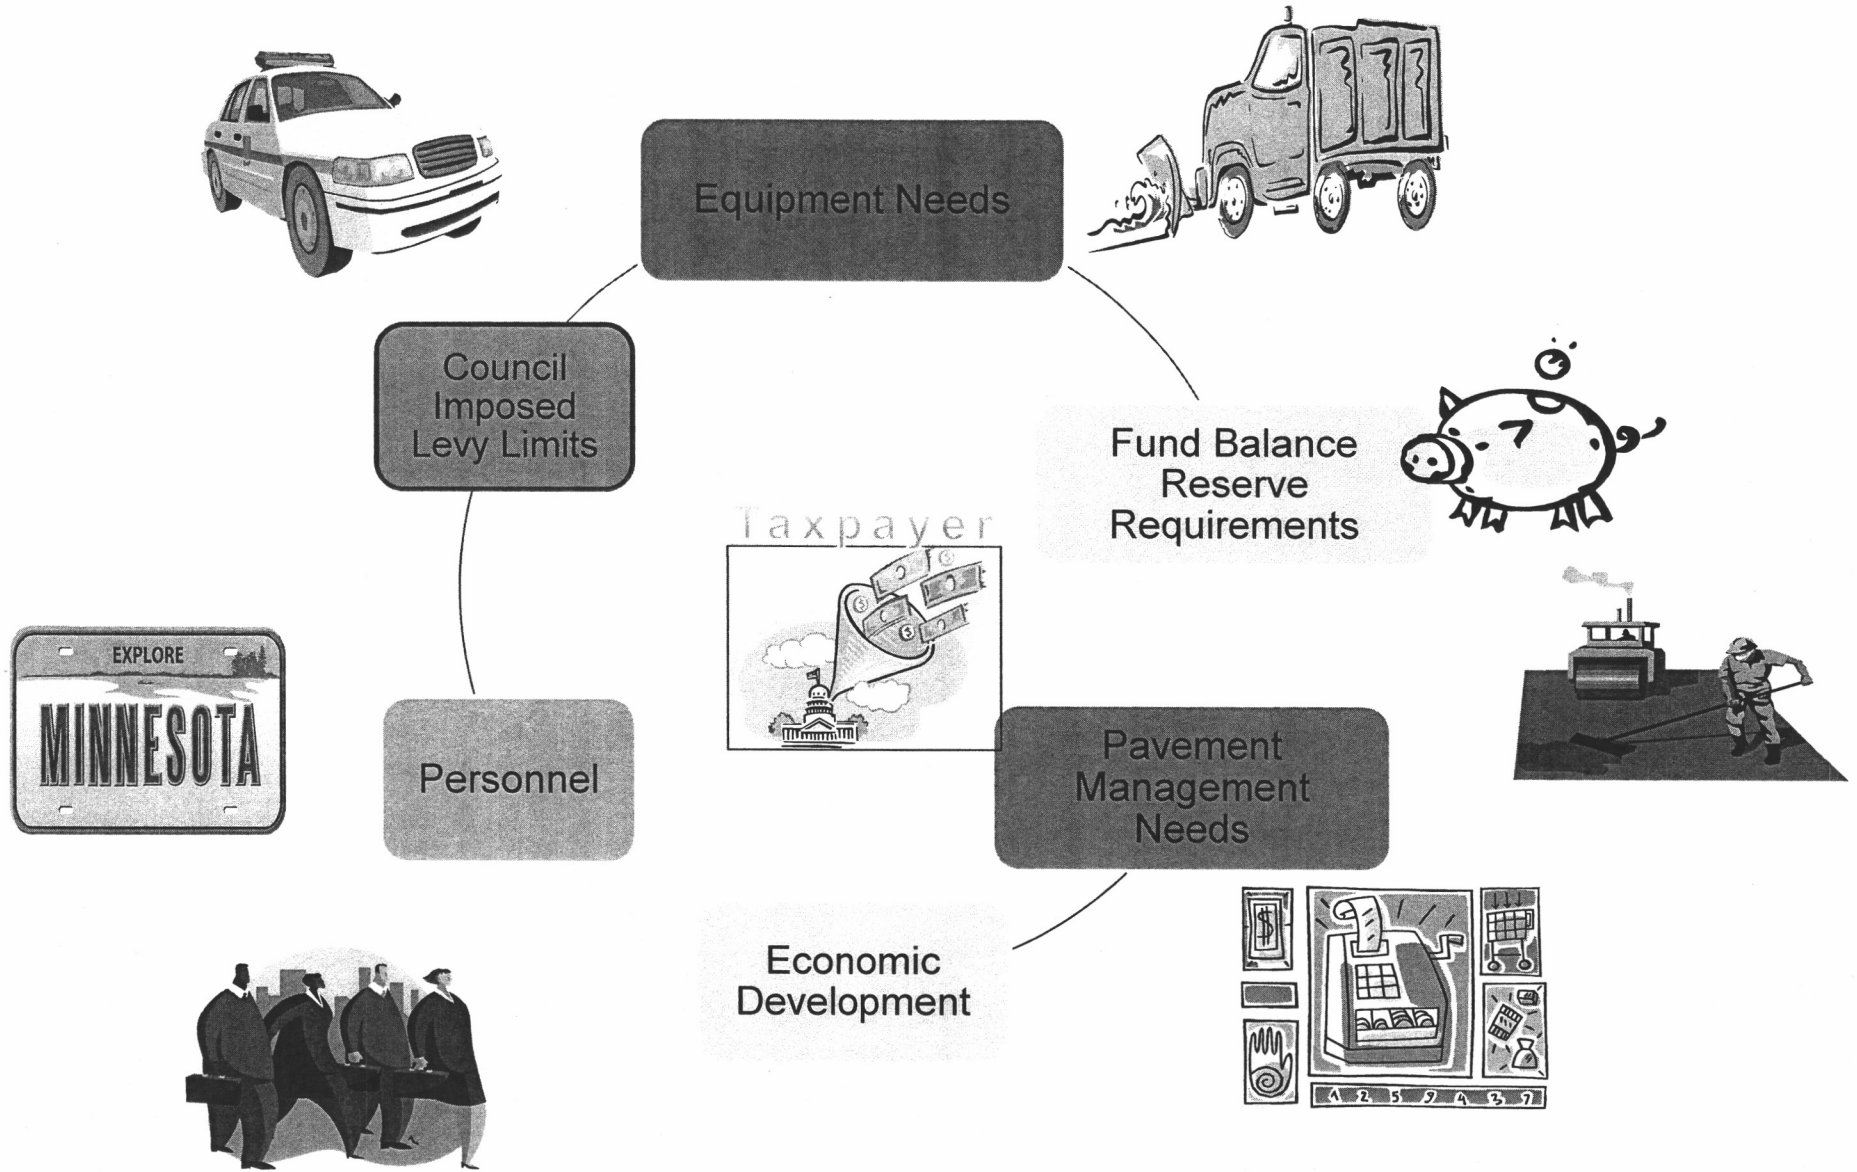 Equipment Needs
Council
Imposed
Levy Limits
Fund Balance
Reserve
Requirements
Taxpayer
EXPLORE
MINNESOTA
Personnel
Pavement
Management
Needs
$
Economic
Development
1 2 5 9 4 3 7